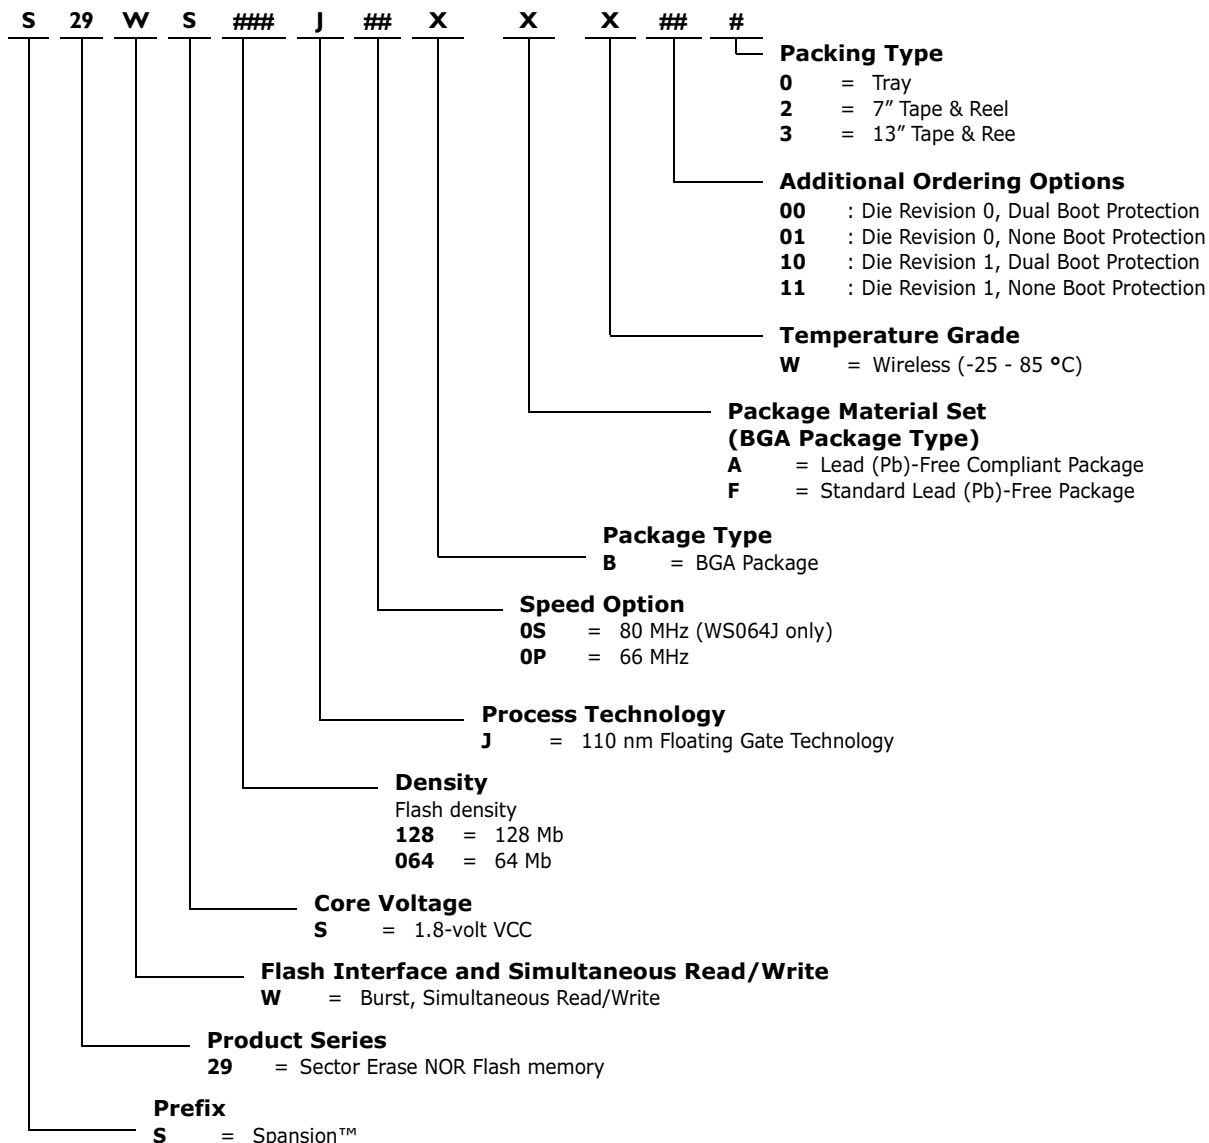 S 29 W S ### J ## X X X ## #
Packing Type
0 = Tray
2 = 7″ Tape & Reel
3 = 13″ Tape & Ree
Additional Ordering Options
00 : Die Revision 0, Dual Boot Protection
01 : Die Revision 0, None Boot Protection
10 : Die Revision 1, Dual Boot Protection
11 : Die Revision 1, None Boot Protection
Temperature Grade
W = Wireless (-25 - 85 °C)
Package Material Set
(BGA Package Type)
A = Lead (Pb)-Free Compliant Package
F = Standard Lead (Pb)-Free Package
Package Type
B = BGA Package
Speed Option
0S = 80 MHz (WS064J only)
0P = 66 MHz
Process Technology
J = 110 nm Floating Gate Technology
Density
Flash density
128 = 128 Mb
064 = 64 Mb
Core Voltage
S = 1.8-volt VCC
Flash Interface and Simultaneous Read/Write
W = Burst, Simultaneous Read/Write
Product Series
29 = Sector Erase NOR Flash memory
Prefix
S = Spansion™